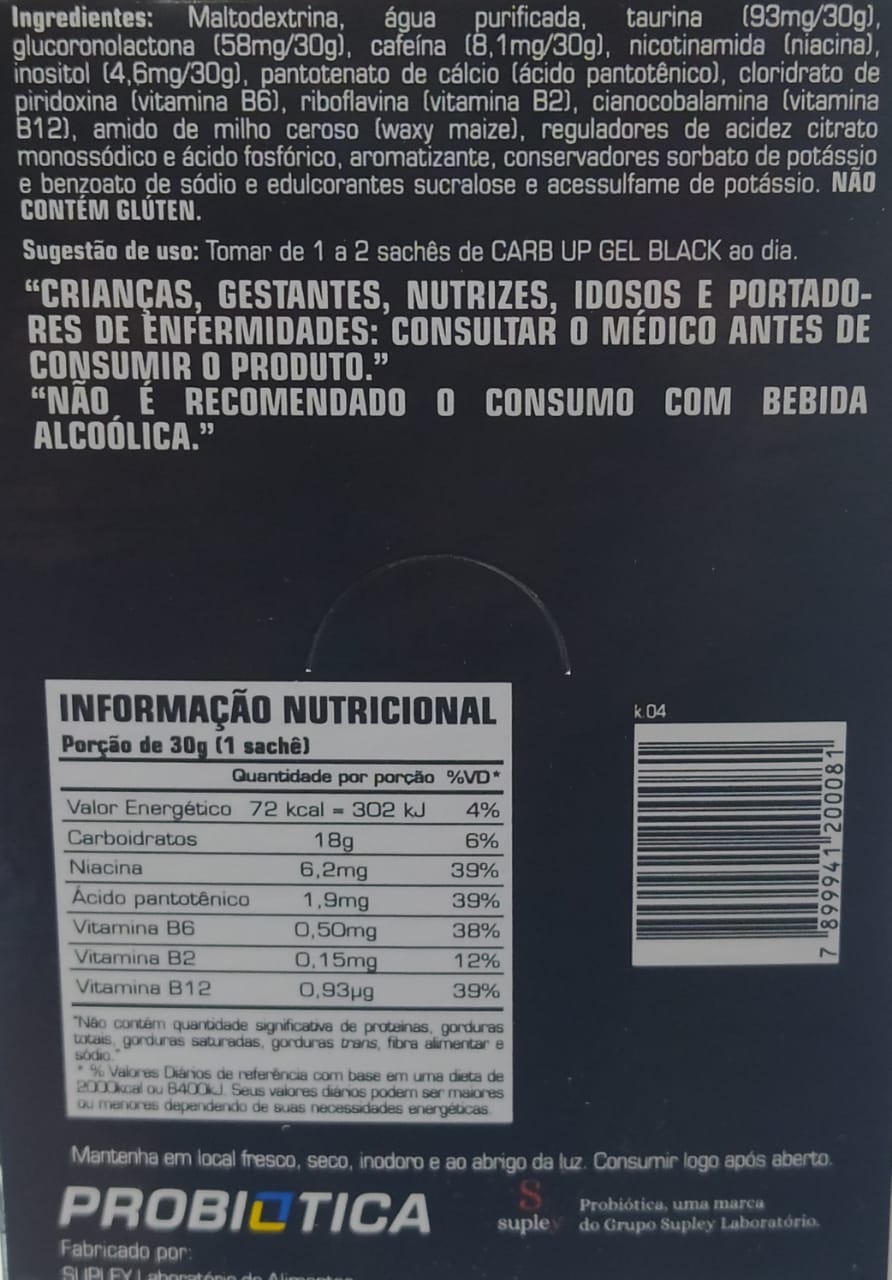 Ingredientes: Maltodextrina, água purificada, taurina (93mg/30g),
glucoronolactona (58mg/30g), cafeína (8,1mg/30g), nicotinamida (niacina),
inositol (4,6mg/30g), pantotenato de cálcio (ácido pantotênico), cloridrato de
piridoxina (vitamina B6), riboflavina (vitamina B2), cianocobalamina (vitamina
B12), amido de milho ceroso (waxy maize), reguladores de acidez citrato
monossódico e ácido fosfórico, aromatizante, conservadores sorbato de potássio
e benzoato de sódio e edulcorantes sucralose e acessulfame de potássio. NÃO
CONTÉM GLÚTEN.
Sugestão de uso: Tomar de 1 a 2 sachês de CARB UP GEL BLACK ao dia.
“CRIANÇAS, GESTANTES, NUTRIZES, IDOSOS E PORTADO-
RES DE ENFERMIDADES: CONSULTAR O MÉDICO ANTES DE
CONSUMIR O PRODUTO.”
“NÃO É RECOMENDADO O CONSUMO COM BEBIDA
ALCOÓLICA.”
INFORMAÇÃO NUTRICIONAL
Porção de 30g (1 sachê)
Quantidade por porção %VD*
Valor Energético 72 kcal = 302 kJ 4%
Carboidratos 18g 6%
Niacina 6,2mg 39%
Ácido pantotênico 1,9mg 39%
Vitamina B6 0,50mg 38%
Vitamina B2 0,15mg 12%
Vitamina B12 0,93µg 39%
"Não contém quantidade significativa de proteínas, gorduras
totais, gorduras saturadas, gorduras trans, fibra alimentar e
sódio."
* % Valores Diários de referência com base em uma dieta de
2000kcal ou 8400kJ. Seus valores diários podem ser maiores
ou menores dependendo de suas necessidades energéticas.
k.04
7 899941 200081
Mantenha em local fresco, seco, inodoro e ao abrigo da luz. Consumir logo após aberto.
PROBIOTICA
S
supley
Probiótica, uma marca
do Grupo Supley Laboratório.
Fabricado por:
SUPLEY Laboratório de Alimentos